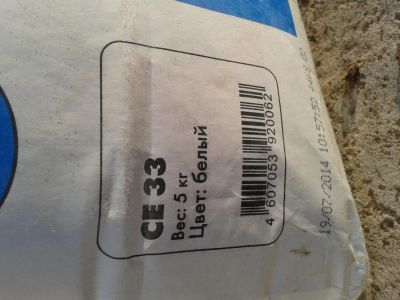 CE 33
Вес: 5 кг
Цвет: белый
4 607053 920062
19/07/2014 10:57:52